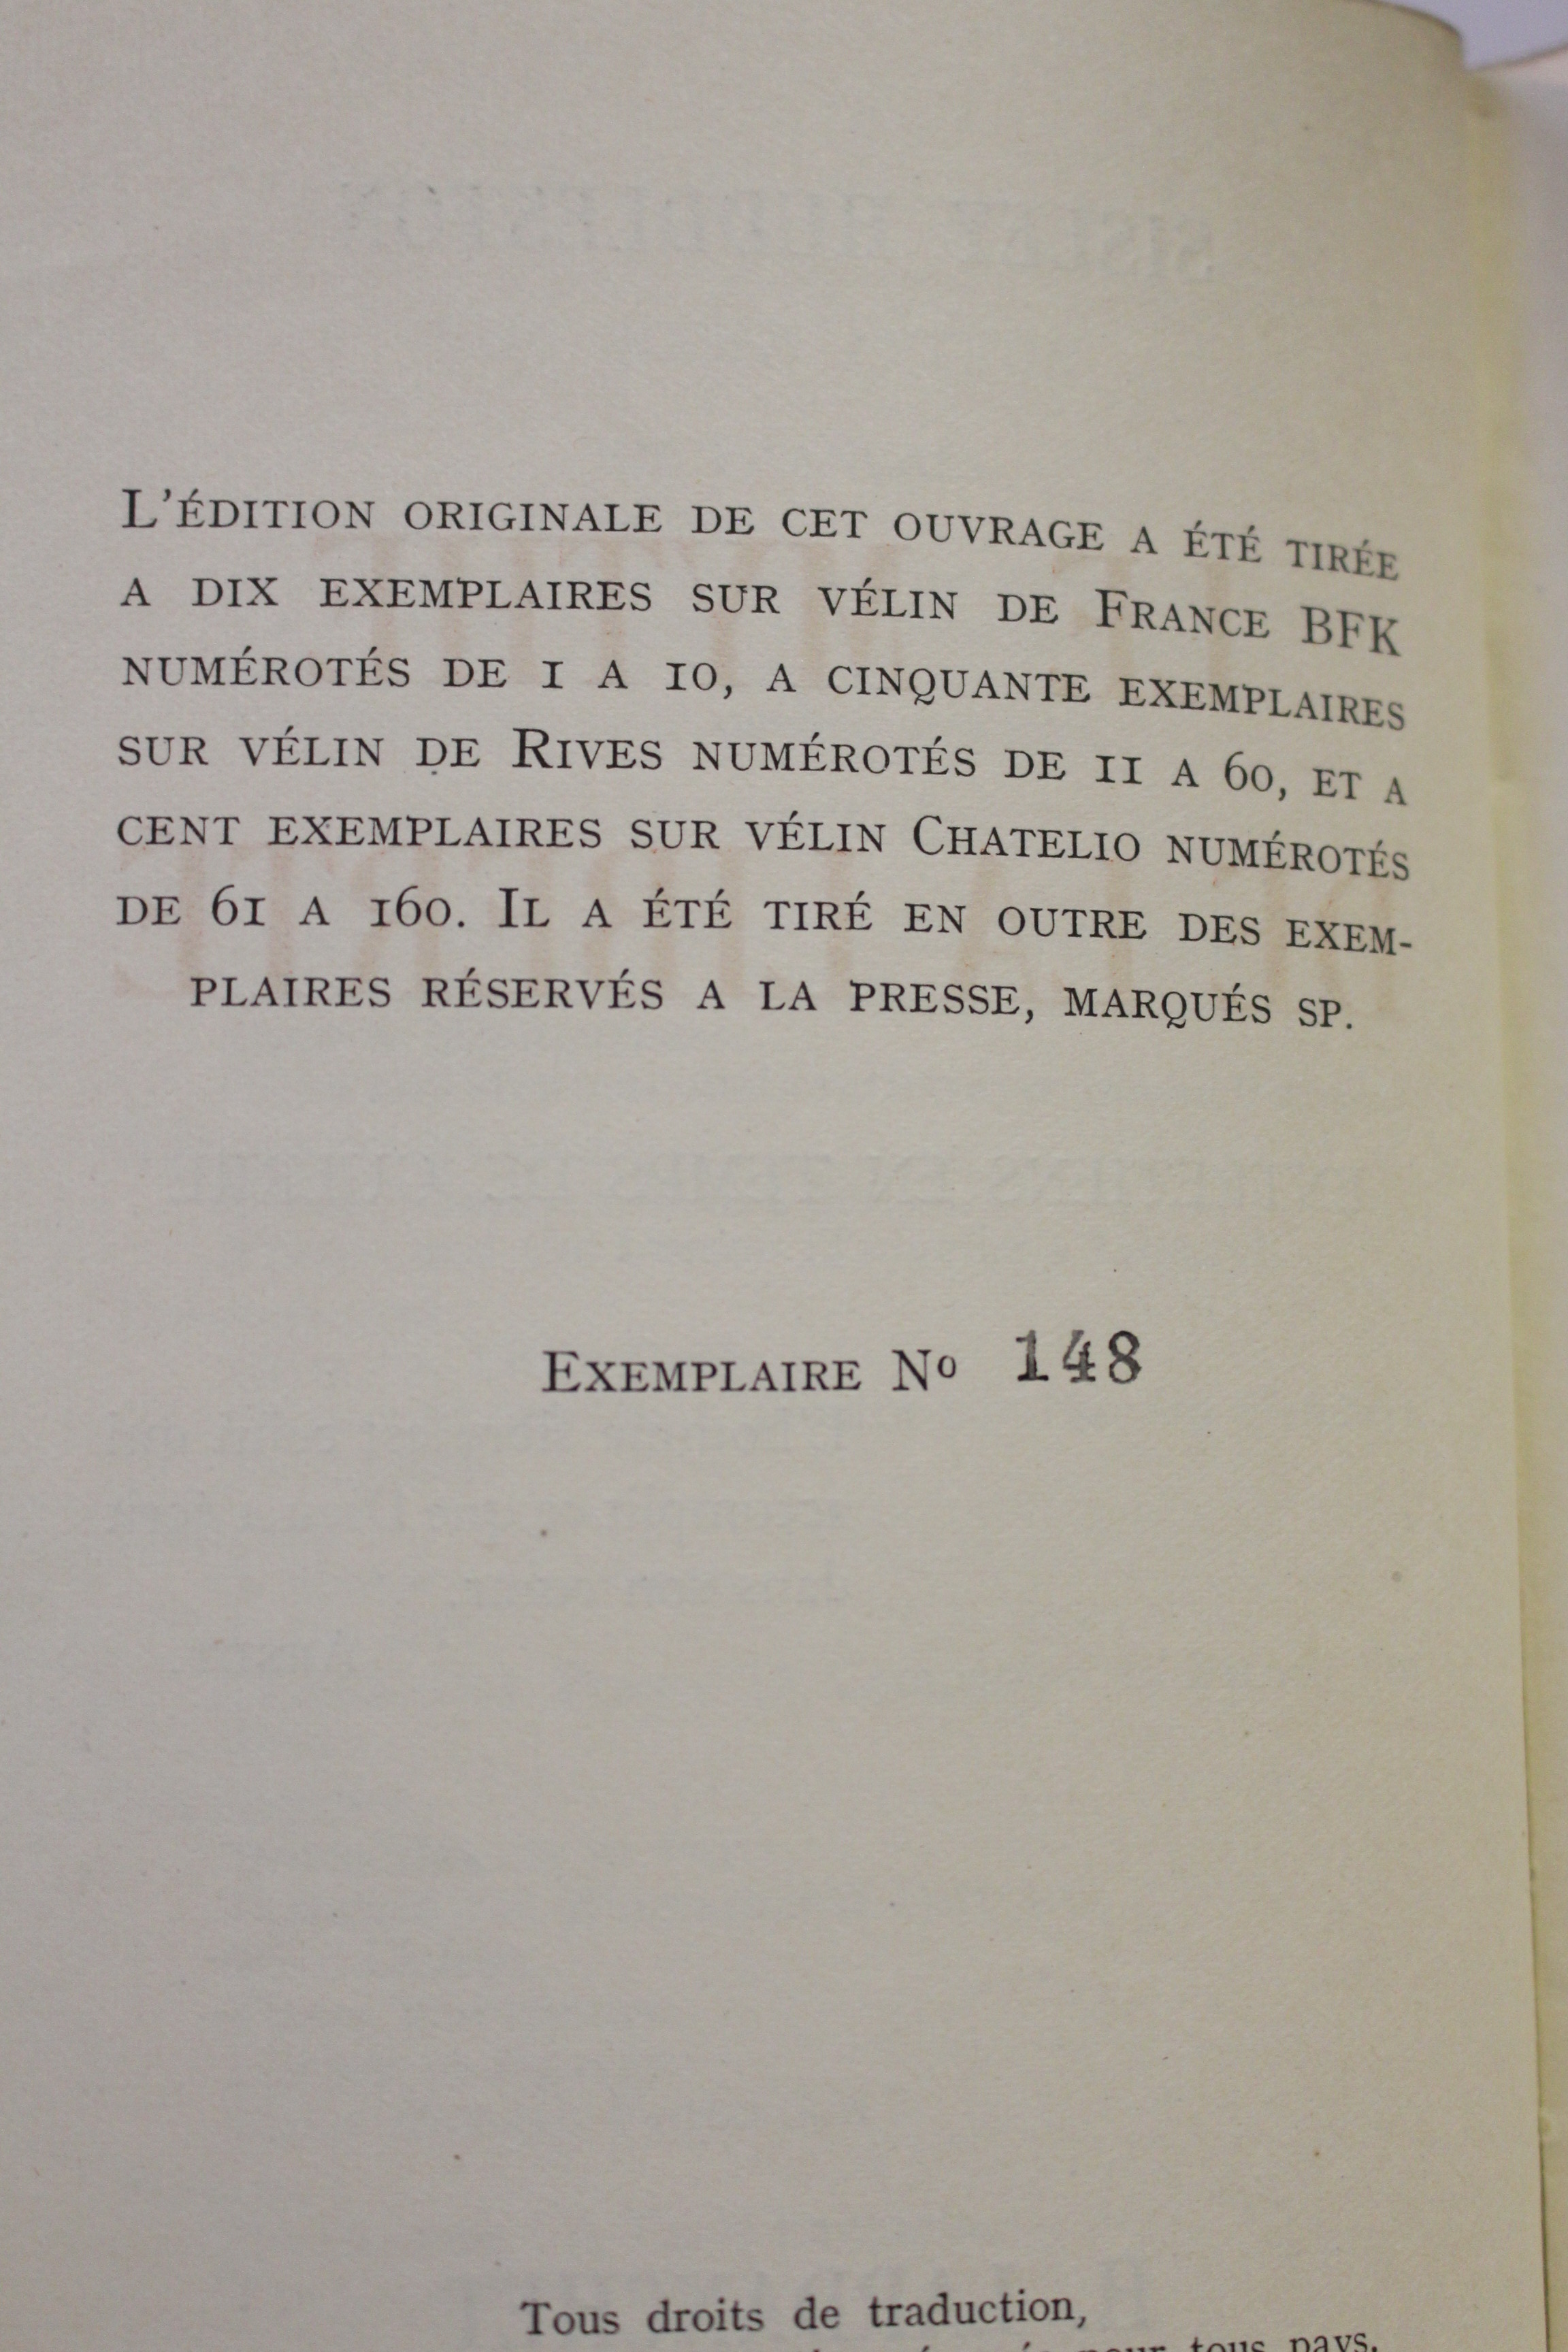 L'ÉDITION ORIGINALE DE CET OUVRAGE A ÉTÉ TIRÉE
A DIX EXEMPLAIRES SUR VÉLIN DE FRANCE BFK
NUMÉROTÉS DE 1 A 10, A CINQUANTE EXEMPLAIRES
SUR VÉLIN DE RIVES NUMÉROTÉS DE 11 A 60, ET A
CENT EXEMPLAIRES SUR VÉLIN CHATELIO NUMÉROTÉS
DE 61 A 160. IL A ÉTÉ TIRÉ EN OUTRE DES EXEM-
PLAIRES RÉSERVÉS A LA PRESSE, MARQUÉS SP.
EXEMPLAIRE No 148
Tous droits de traduction,
pour tous pays.